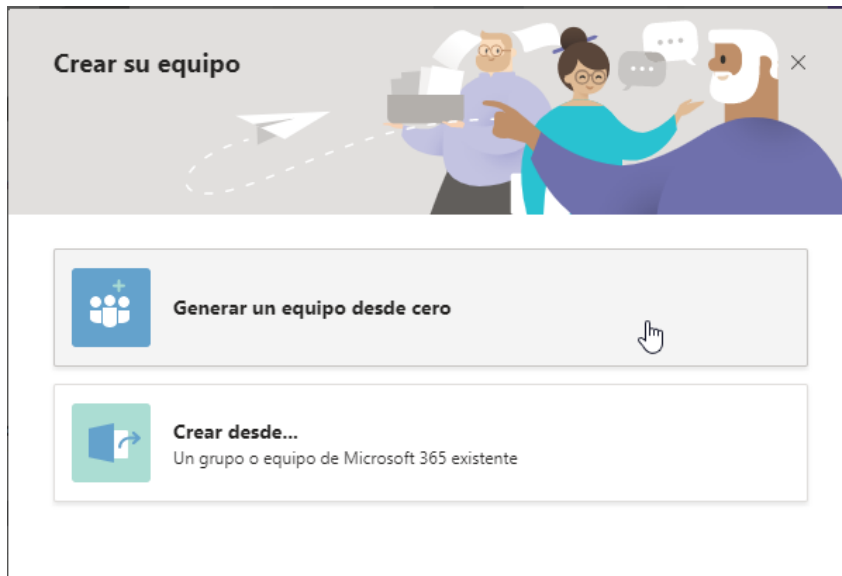 Crear su equipo
Generar un equipo desde cero
Crear desde...
Un grupo o equipo de Microsoft 365 existente